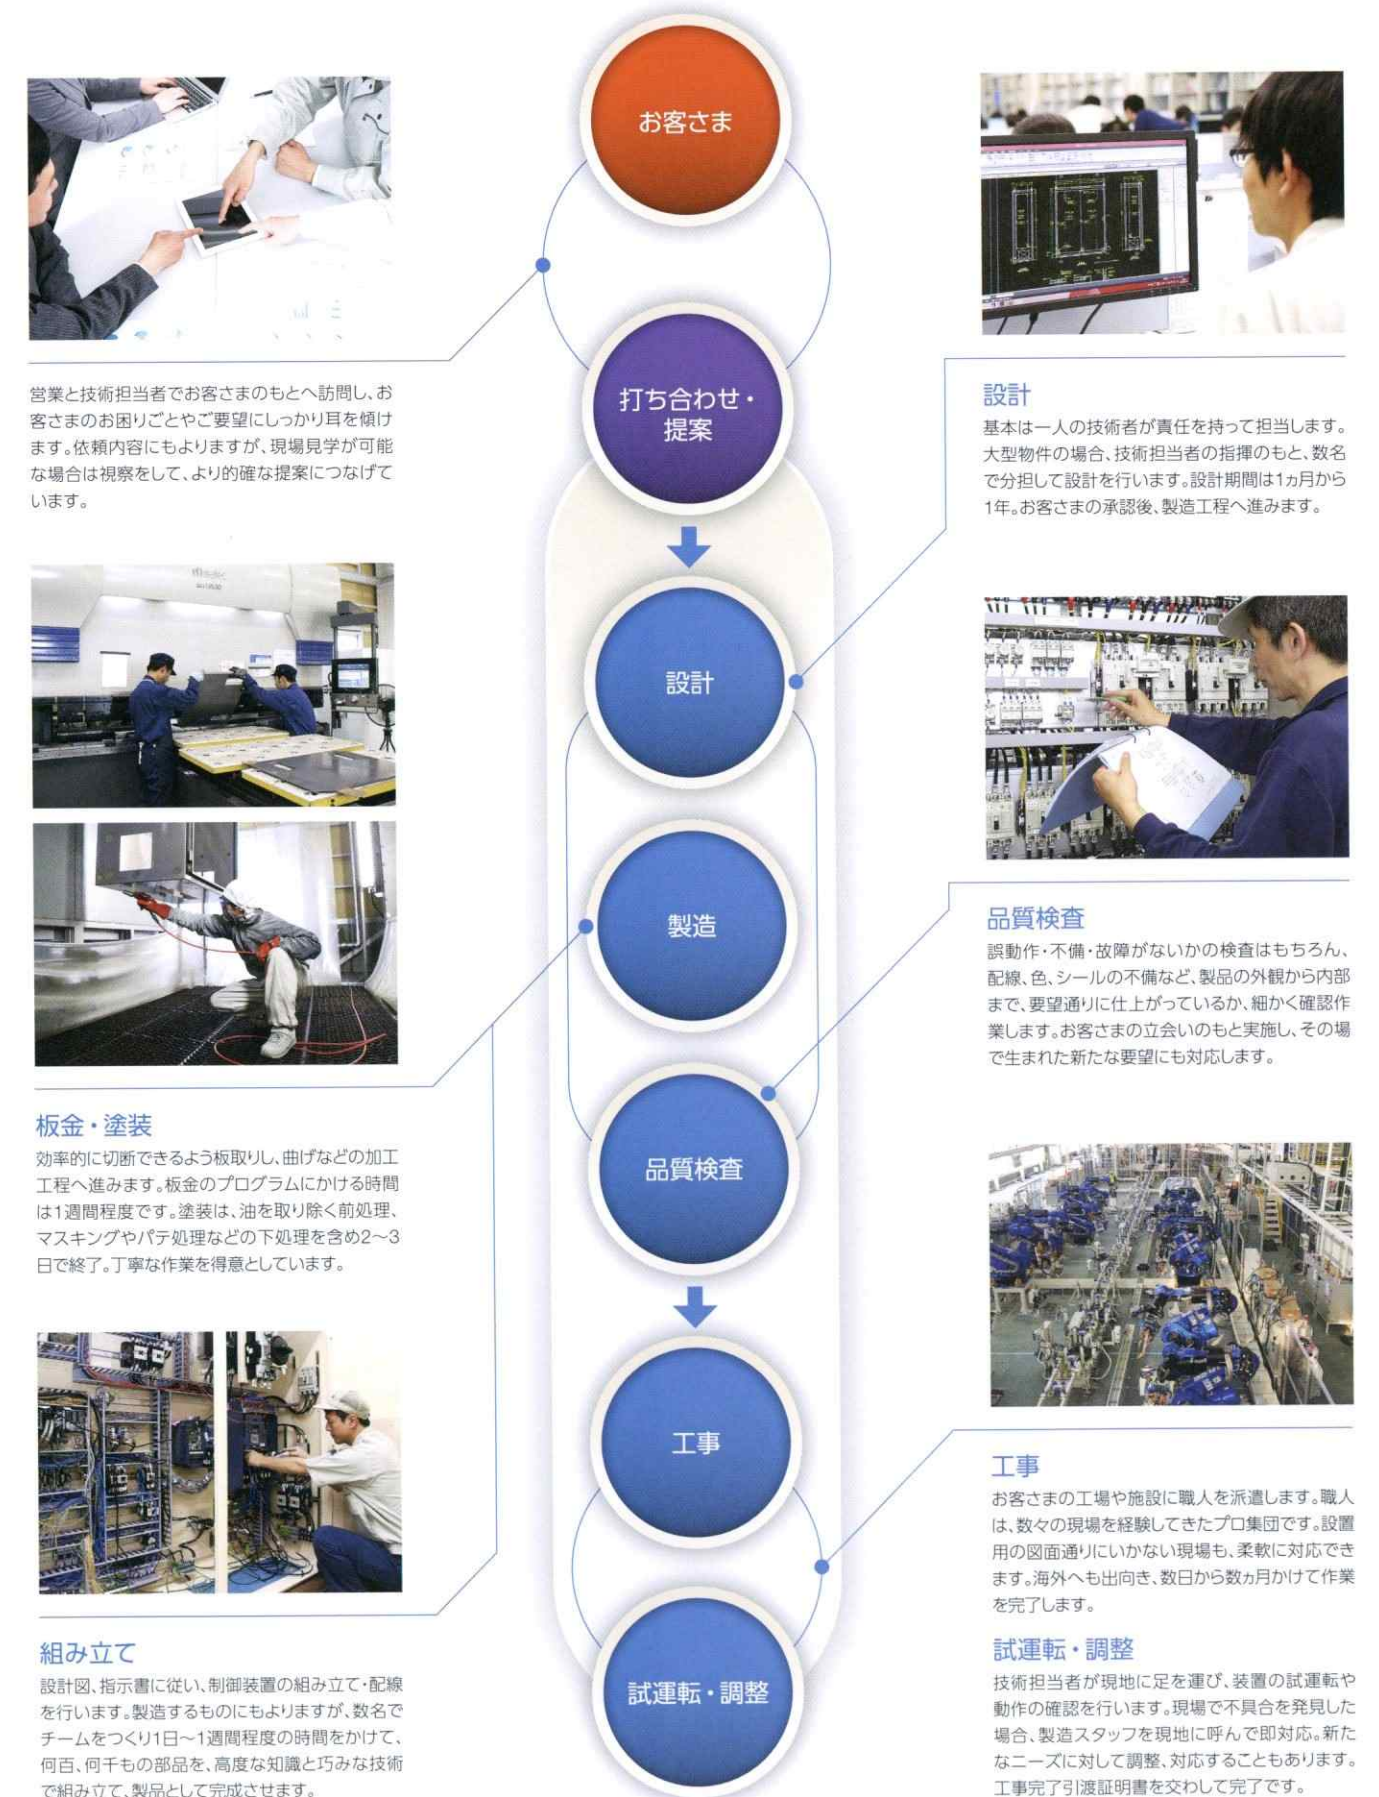 お客さま
打ち合わせ・
提案
設計
製造
品質検査
工事
試運転・調整
営業と技術担当者でお客さまのもとへ訪問し、お
客さまのお困りごとやご要望にしっかり耳を傾け
ます。依頼内容にもよりますが、現場見学が可能
な場合は視察をして、より的確な提案につなげて
います。
板金・塗装
効率的に切断できるよう板取りし、曲げなどの加工
工程へ進みます。板金のプログラムにかける時間
は1週間程度です。塗装は、油を取り除く前処理、
マスキングやパテ処理などの下処理を含め2〜3
日で終了。丁寧な作業を得意としています。
組み立て
設計図、指示書に従い、制御装置の組み立て・配線
を行います。製造するものにもよりますが、数名で
チームをつくり1日〜1週間程度の時間をかけて、
何百、何千もの部品を、高度な知識と巧みな技術
で組み立て、製品として完成させます。
設計
基本は一人の技術者が責任を持って担当します。
大型物件の場合、技術担当者の指揮のもと、数名
で分担して設計を行います。設計期間は1ヵ月から
1年。お客さまの承認後、製造工程へ進みます。
品質検査
誤動作・不備・故障がないかの検査はもちろん、
配線、色、シールの不備など、製品の外観から内部
まで、要望通りに仕上がっているか、細かく確認作
業します。お客さまの立会いのもと実施し、その場
で生まれた新たな要望にも対応します。
工事
お客さまの工場や施設に職人を派遣します。職人
は、数々の現場を経験してきたプロ集団です。設置
用の図面通りにいかない現場も、柔軟に対応でき
ます。海外へも出向き、数日から数ヵ月かけて作業
を完了します。
試運転・調整
技術担当者が現地に足を運び、装置の試運転や
動作の確認を行います。現場で不具合を発見した
場合、製造スタッフを現地に呼んで即対応。新た
なニーズに対して調整、対応することもあります。
工事完了引渡証明書を交わして完了です。